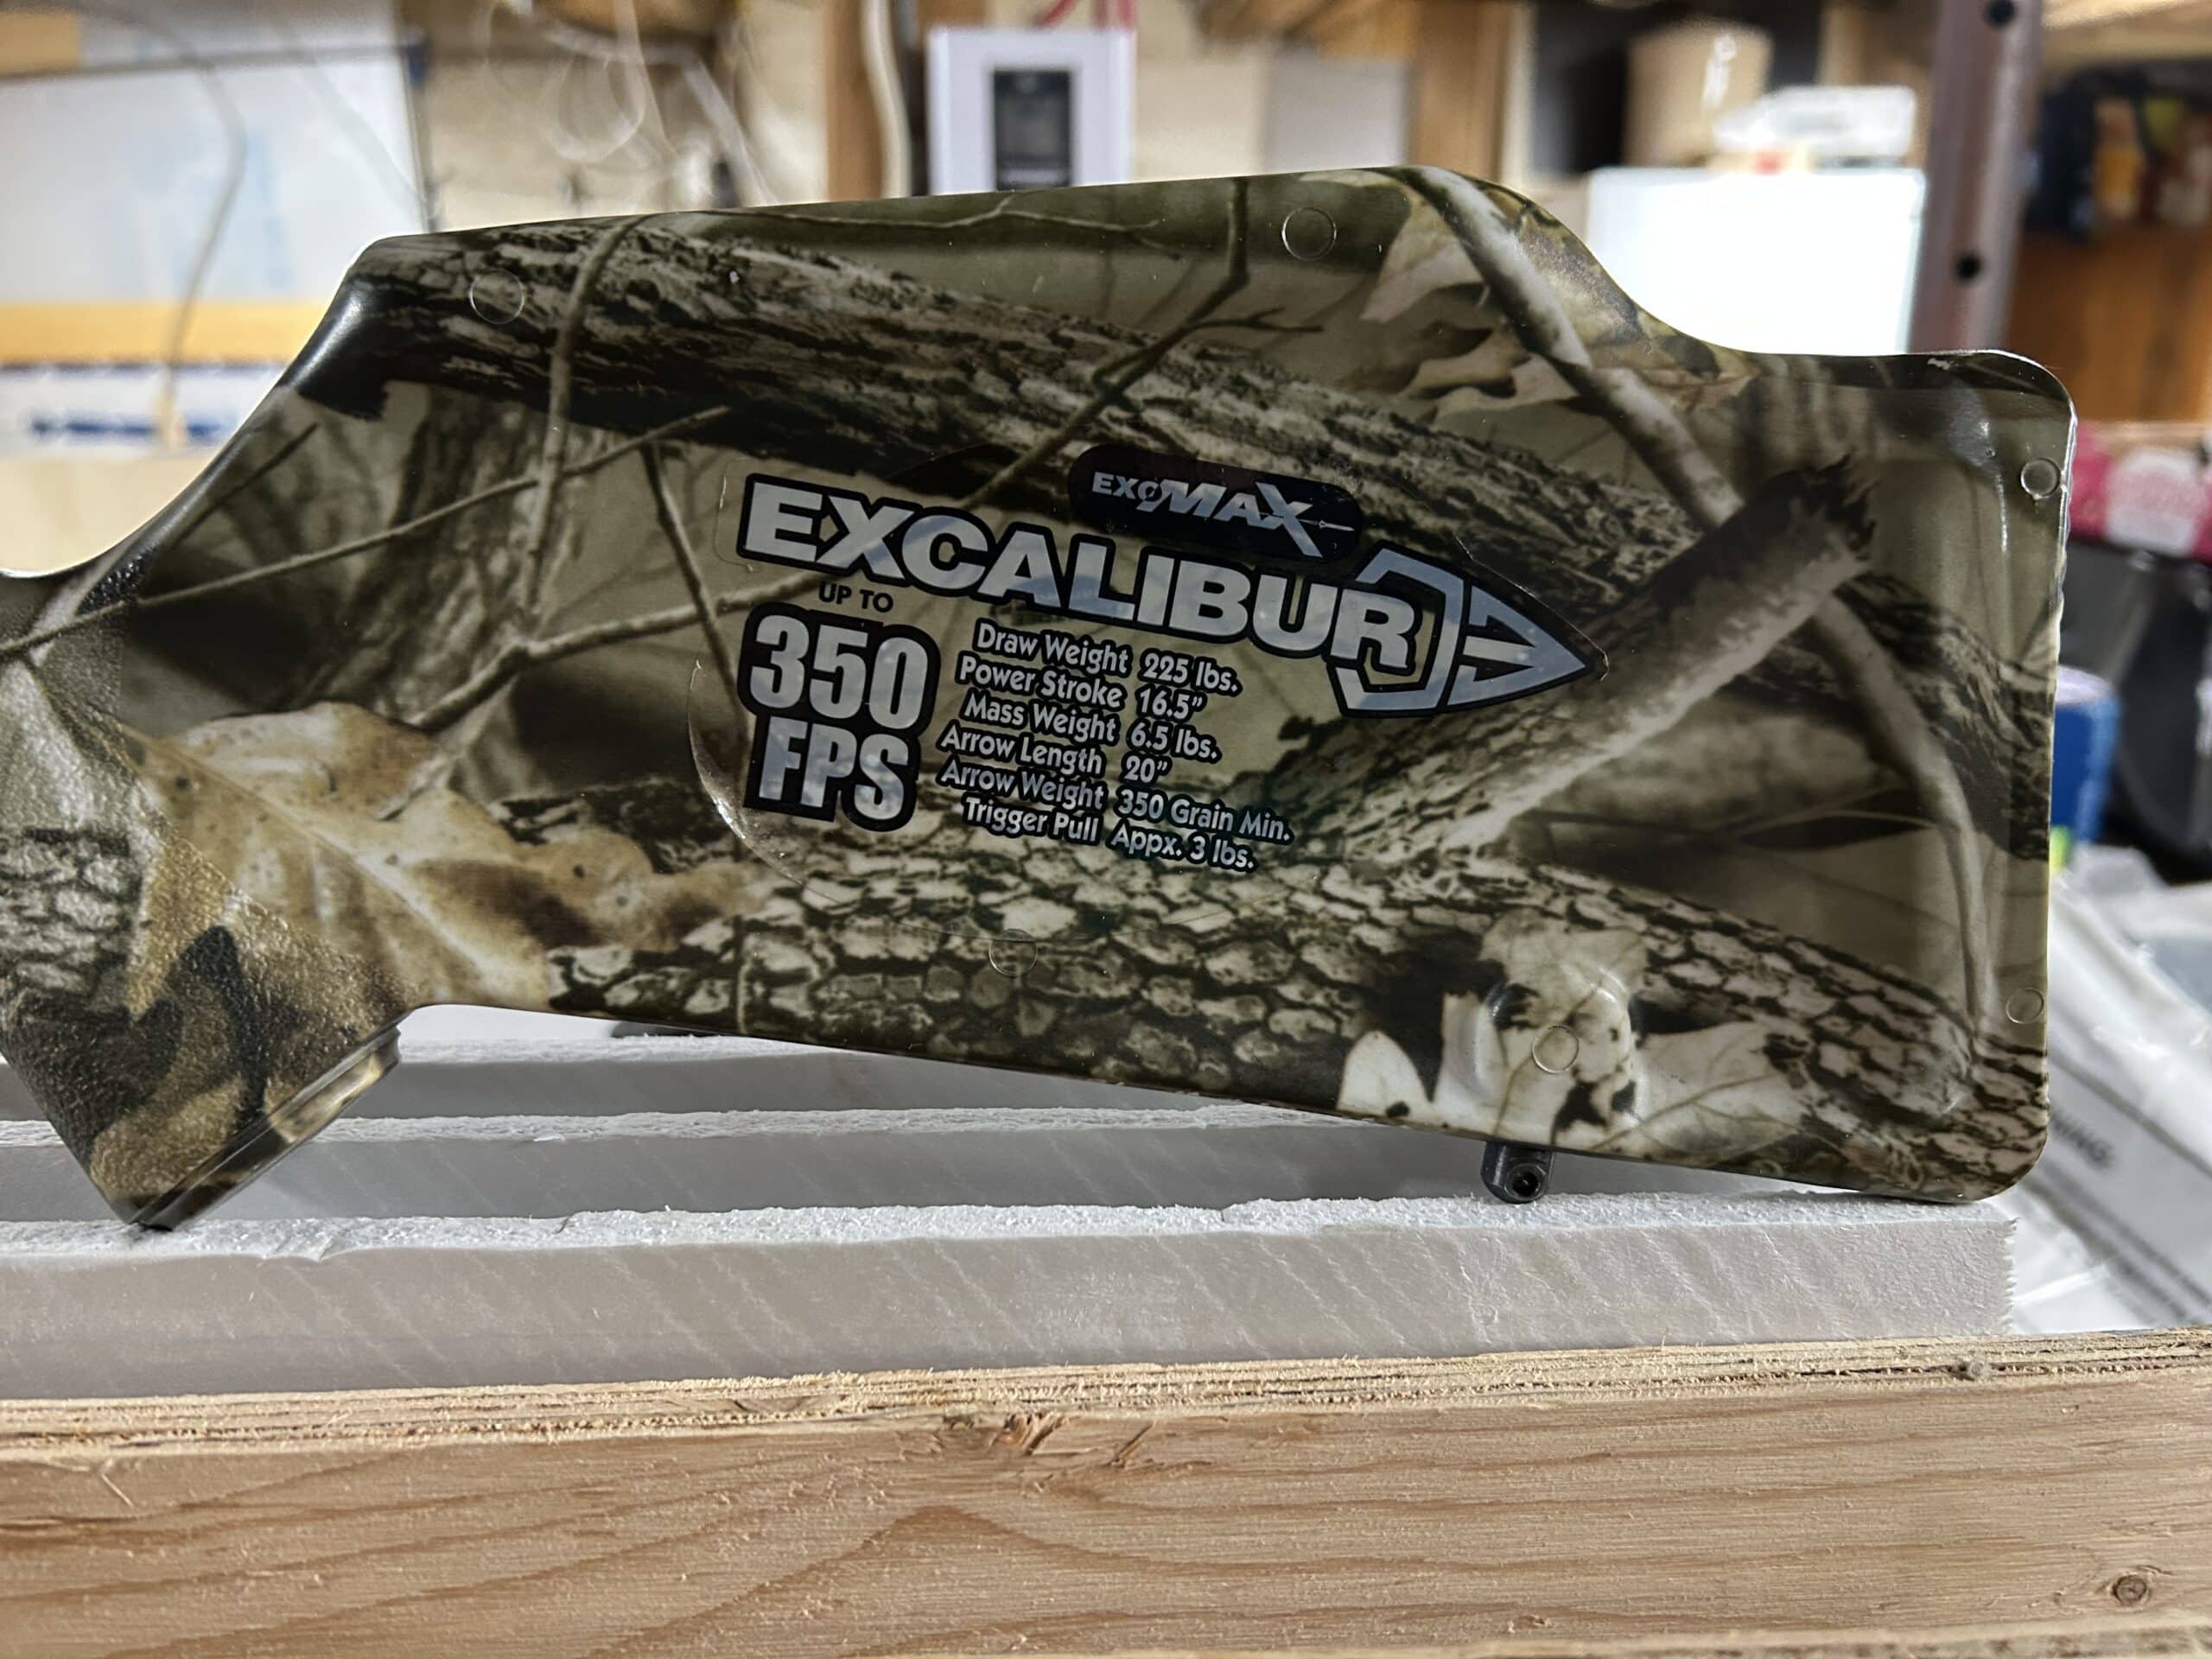 EXOMAX
EXCALIBUR
UP TO
350
FPS
Draw Weight 225 lbs.
Power Stroke 16.5”
Mass Weight 6.5 lbs.
Arrow Length 20”
Arrow Weight 350 Grain Min.
Trigger Pull Appx. 3 lbs.